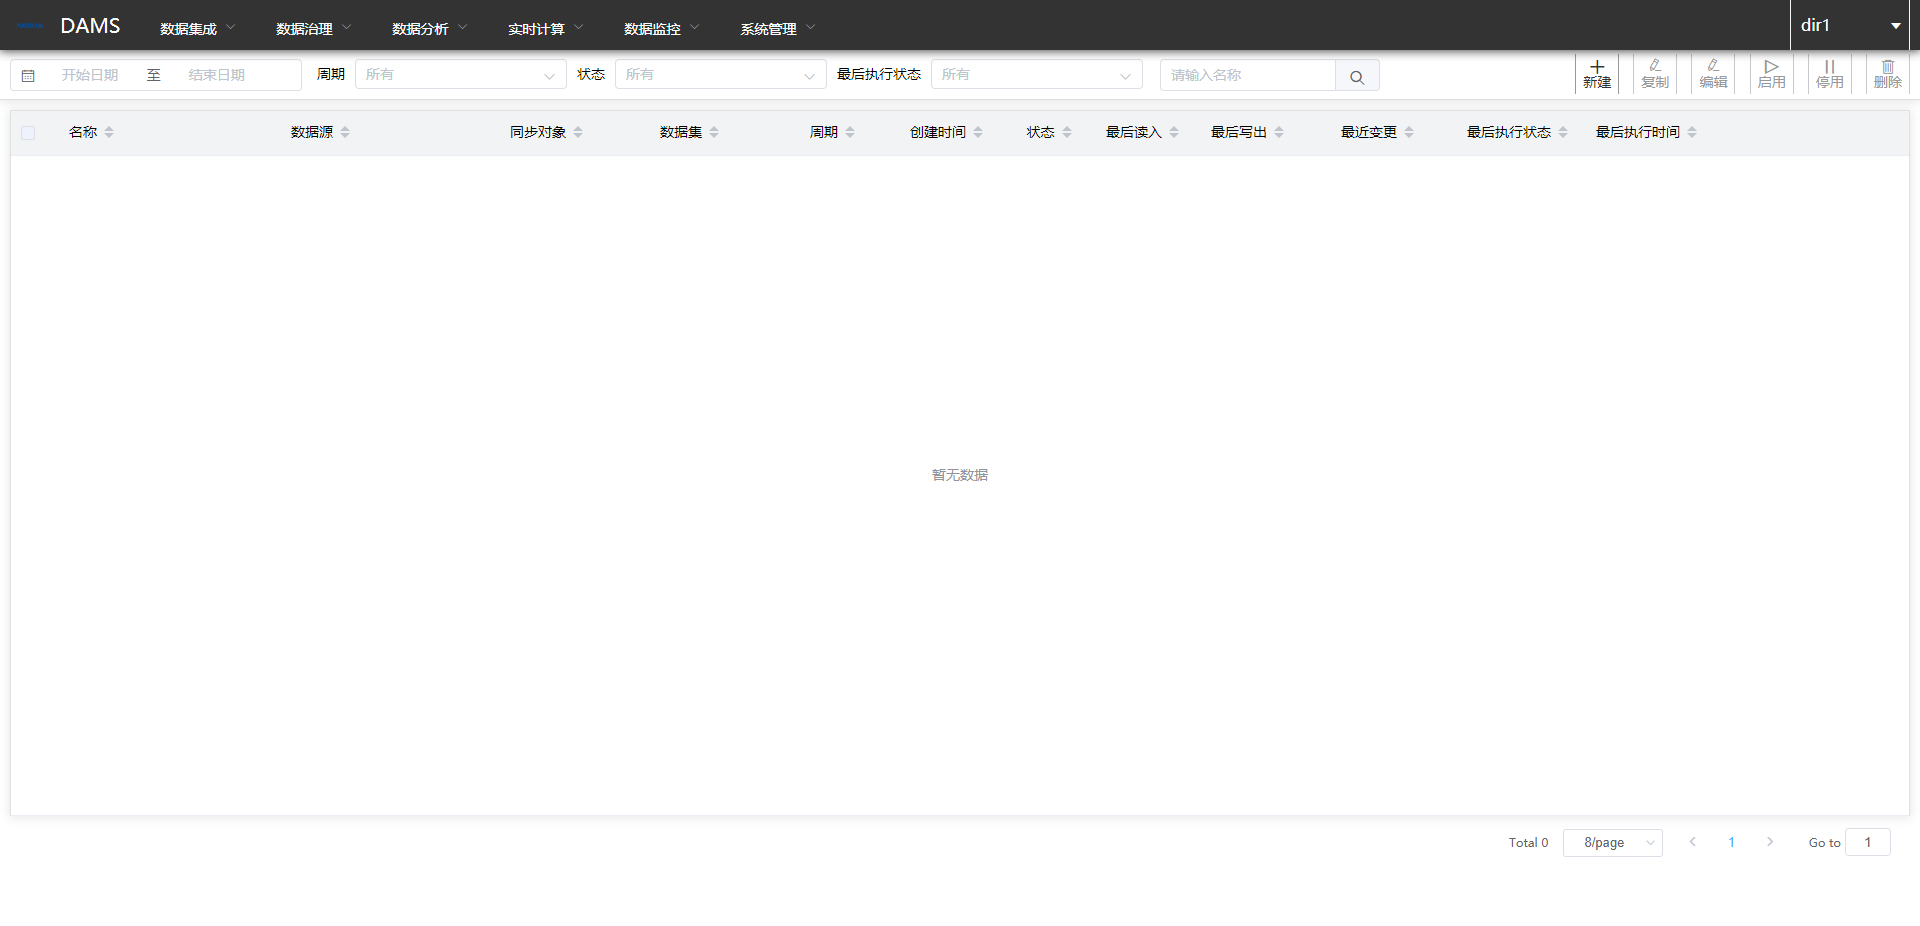 DAMS 数据集成 数据治理 数据分析 实时计算 数据监控 系统管理 dir1
开始日期 至 结束日期 周期 所有 状态 所有 最后执行状态 所有 请输入名称 新建 复制 编辑 启用 停用 删除
名称 数据源 同步对象 数据集 周期 创建时间 状态 最后读入 最后写出 最近变更 最后执行状态 最后执行时间
暂无数据
Total 0 8/page 1 Go to 1